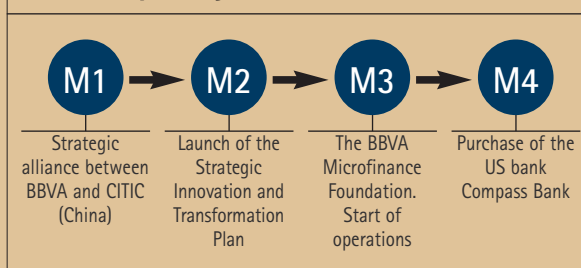 M1
M2
M3
M4
Strategic
alliance between
BBVA and CITIC
(China)
Launch of the
Strategic
Innovation and
Transformation
Plan
The BBVA
Microfinance
Foundation.
Start of
operations
Purchase of the
US bank
Compass Bank